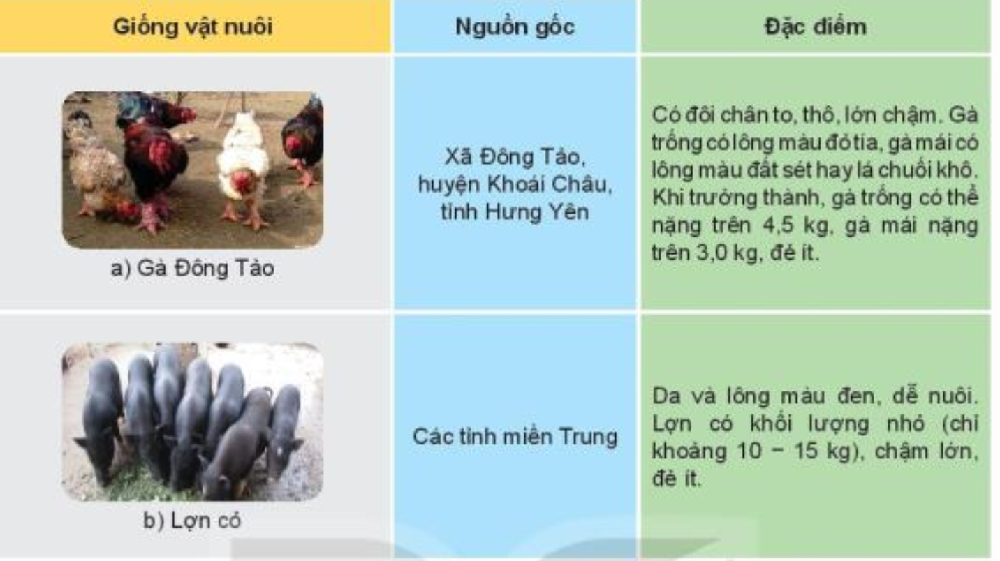 Giống vật nuôi
Nguồn gốc
Đặc điểm
a) Gà Đông Tảo
Xã Đông Tảo,
huyện Khoái Châu,
tỉnh Hưng Yên
Có đôi chân to, thô, lớn chậm. Gà
trống có lông màu đỏ tía, gà mái có
lông màu đất sét hay lá chuối khô.
Khi trưởng thành, gà trống có thể
nặng trên 4,5 kg, gà mái nặng
trên 3,0 kg, đẻ ít.
b) Lợn cỏ
Các tỉnh miền Trung
Da và lông màu đen, dễ nuôi.
Lợn có khối lượng nhỏ (chỉ
khoảng 10 – 15 kg), chậm lớn,
đẻ ít.